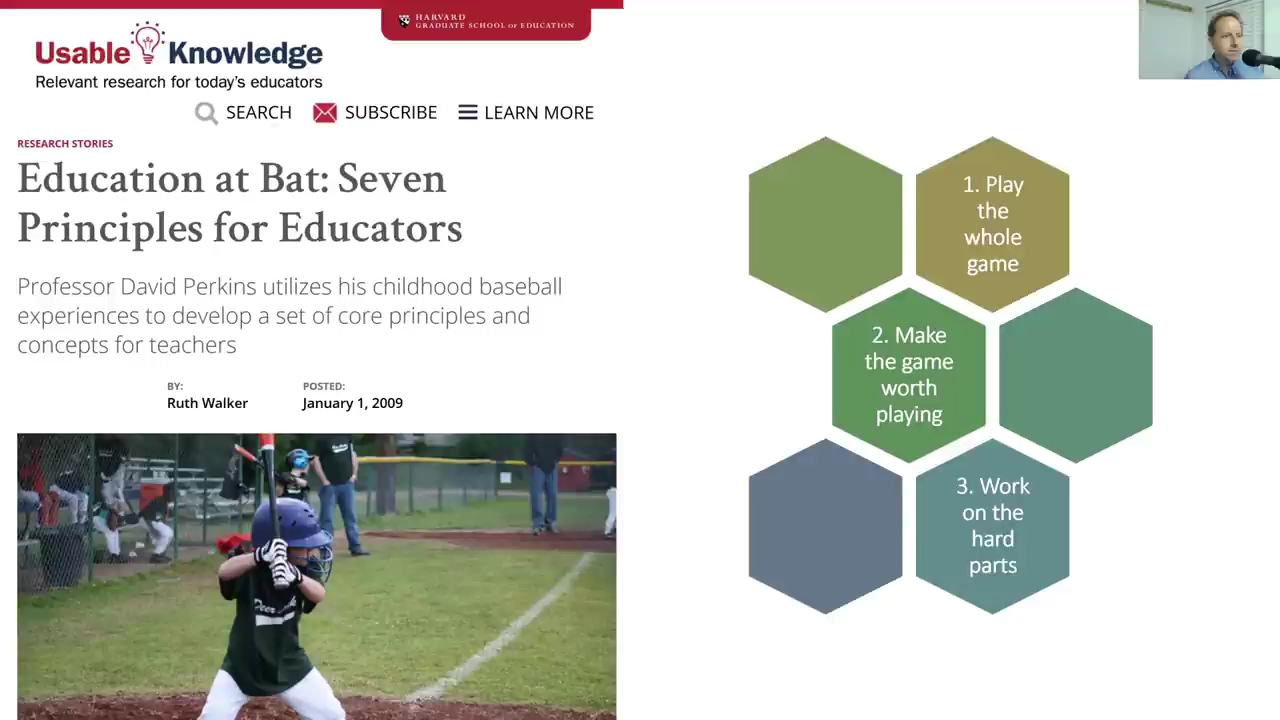 HARVARD
GRADUATE SCHOOL OF EDUCATION
Usable Knowledge
Relevant research for today's educators
SEARCH SUBSCRIBE LEARN MORE
RESEARCH STORIES
Education at Bat: Seven
Principles for Educators
Professor David Perkins utilizes his childhood baseball
experiences to develop a set of core principles and
concepts for teachers
BY:
Ruth Walker
POSTED:
January 1, 2009
1. Play
the
whole
game
2. Make
the game
worth
playing
3. Work
on the
hard
parts